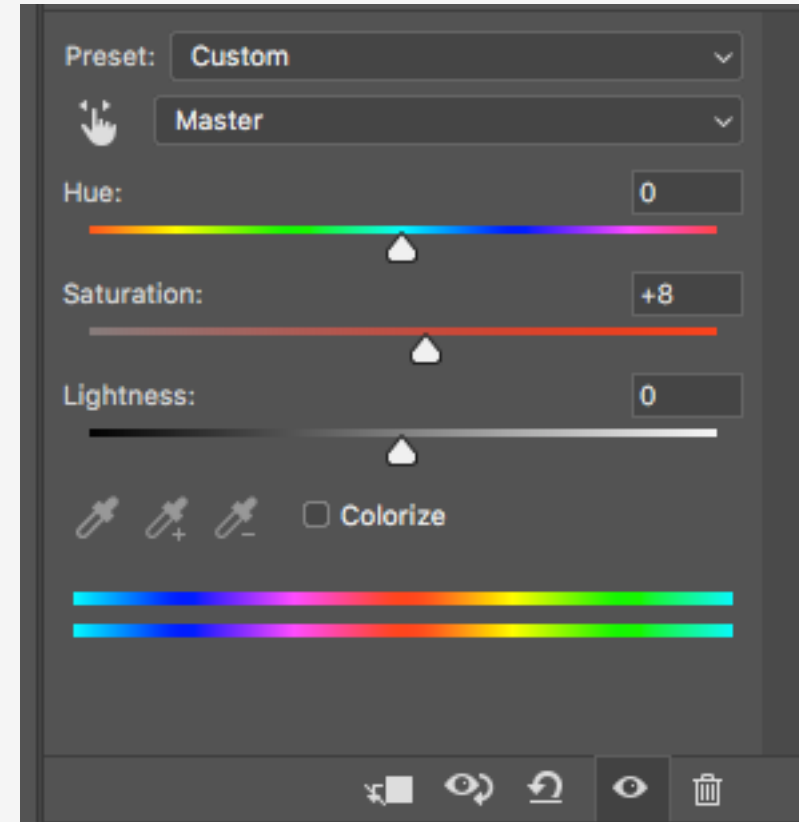 Preset: Custom
Master
Hue: 0
Saturation: +8
Lightness: 0
Colorize